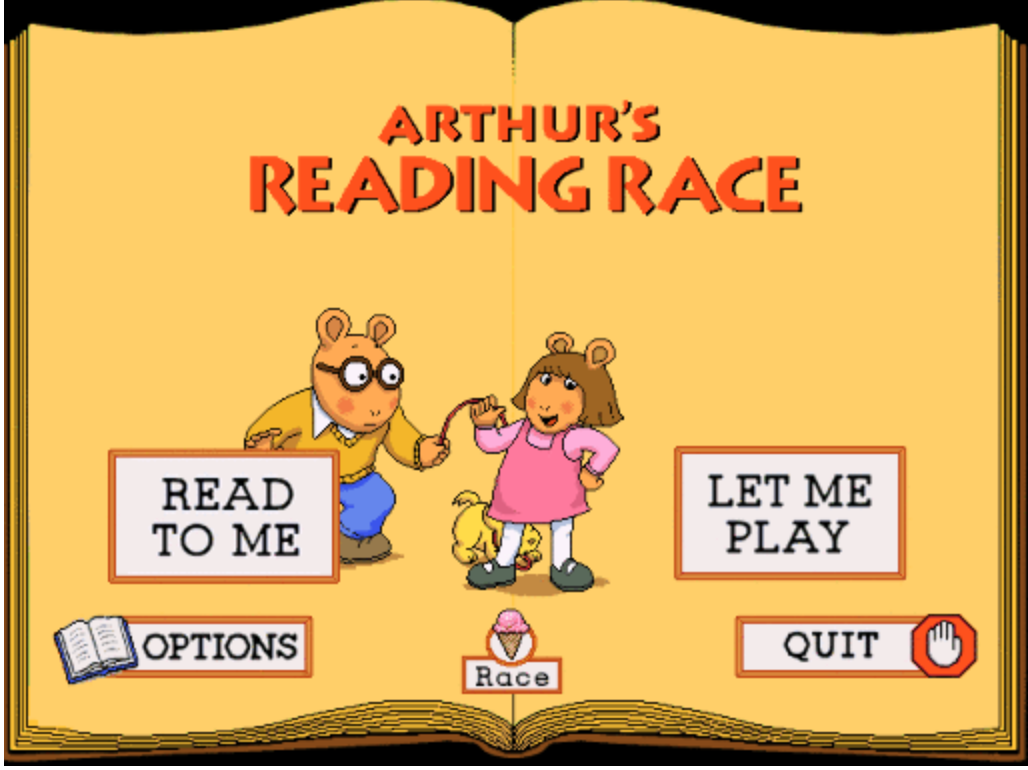 ARTHUR'S
READING RACE
READ
TO ME
LET ME
PLAY
OPTIONS
Race
QUIT